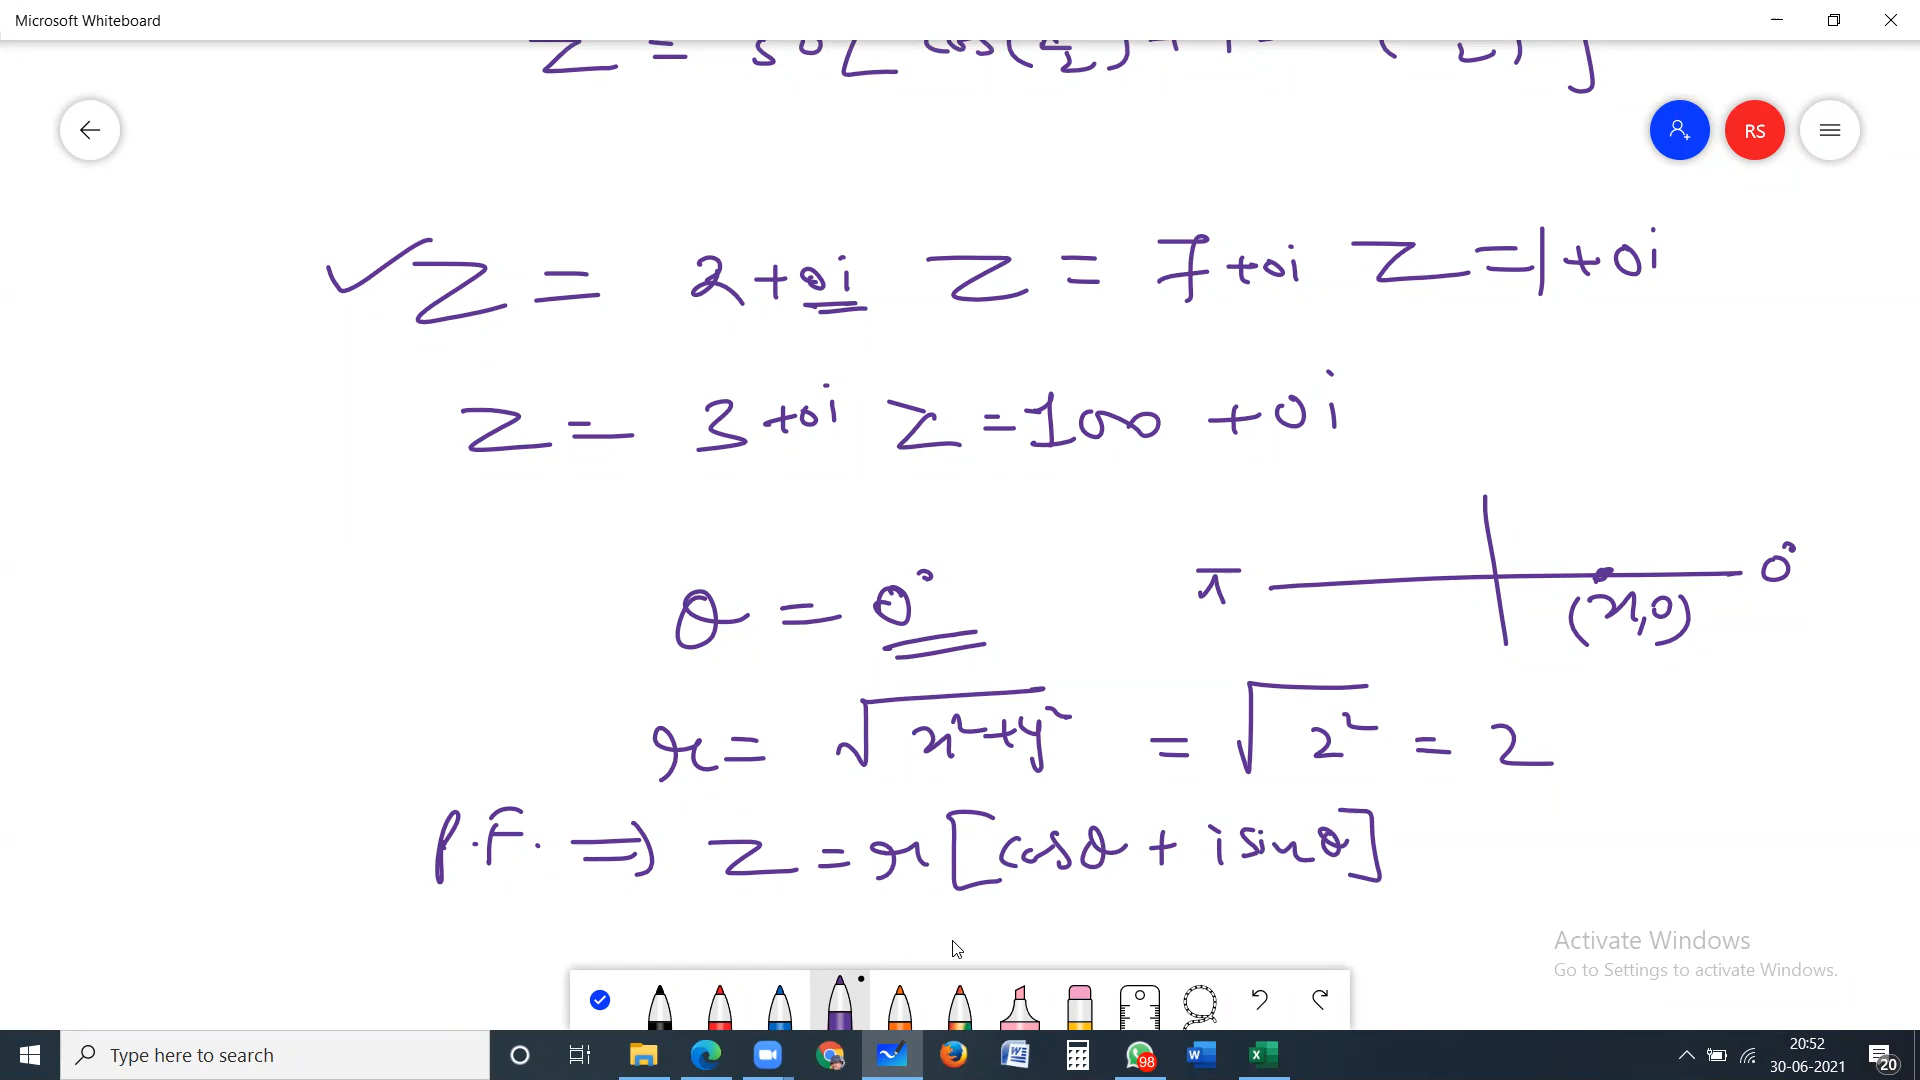 Microsoft Whiteboard
RS
Z = 2+0i Z = 7+0i Z = 1+0i
Z = 3+0i Z = 100 + 0i
θ = 0°
π 0°
(x,0)
r = √x²+y² = √2² = 2
P.F. ⇒ Z = r[cosθ + i sinθ]
Activate Windows
Go to Settings to activate Windows.
Type here to search
98
20:52
30-06-2021
20